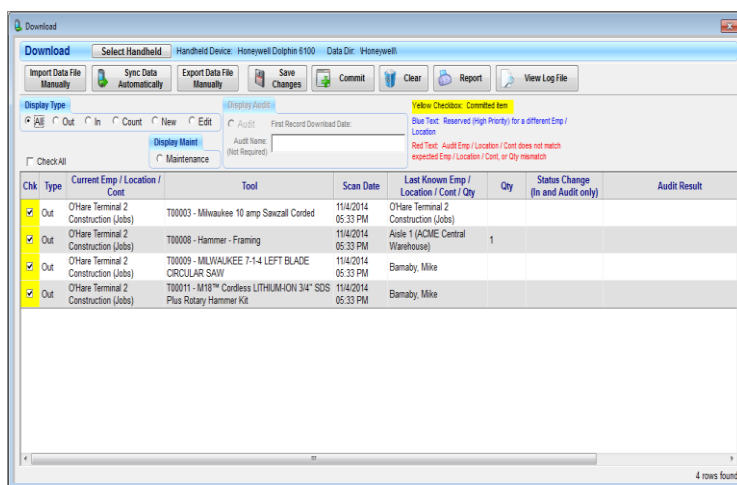 Download
Download Select Handheld Handheld Device: Honeywell Dolphin 6100 Data Dir: \Honeywell\
Import Data File Manually Sync Data Automatically Export Data File Manually Save Changes Commit Clear Report View Log File
Display Type
All Out In Count New Edit
Display Audit
Audit First Record Download Date:
Audit Name:
(Not Required)
Display Maint
Maintenance
Yellow Checkbox: Committed item
Blue Text: Reserved (High Priority) for a different Emp /
Location
Red Text: Audit Emp / Location / Cont does not match
expected Emp / Location / Cont, or Qty mismatch
Check All
Chk Type Current Emp / Location / Cont Tool Scan Date Last Known Emp / Location / Cont / Qty Qty Status Change (In and Audit only) Audit Result
Out O'Hare Terminal 2 Construction (Jobs) T00003 - Milwaukee 10 amp Sawzall Corded 11/4/2014 05:33 PM O'Hare Terminal 2 Construction (Jobs)
Out O'Hare Terminal 2 Construction (Jobs) T00008 - Hammer - Framing 11/4/2014 05:33 PM Aisle 1 (ACME Central Warehouse) 1
Out O'Hare Terminal 2 Construction (Jobs) T00009 - MILWAUKEE 7-1-4 LEFT BLADE CIRCULAR SAW 11/4/2014 05:33 PM Barnaby, Mike
Out O'Hare Terminal 2 Construction (Jobs) T00011 - M18™ Cordless LITHIUM-ION 3/4" SDS Plus Rotary Hammer Kit 11/4/2014 05:33 PM Barnaby, Mike
4 rows found